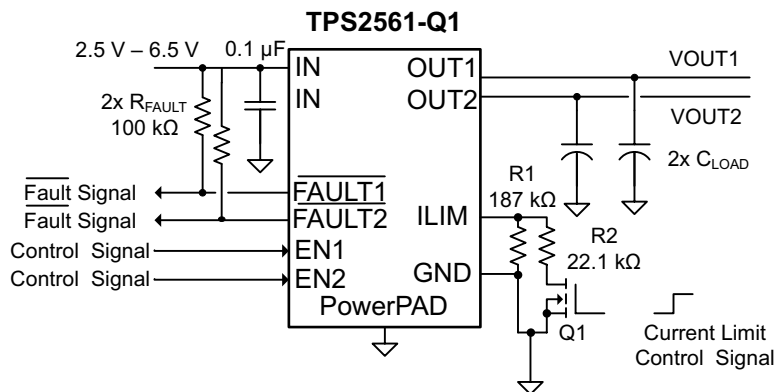 TPS2561-Q1
2.5 V – 6.5 V
0.1 µF
IN
IN
OUT1
OUT2
VOUT1
VOUT2
2x RFAULT
100 kΩ
2x CLOAD
R1
187 kΩ
Fault Signal
Fault Signal
FAULT1
FAULT2
ILIM
R2
22.1 kΩ
Control Signal
Control Signal
EN1
EN2
GND
PowerPAD
Q1
Current Limit
Control Signal